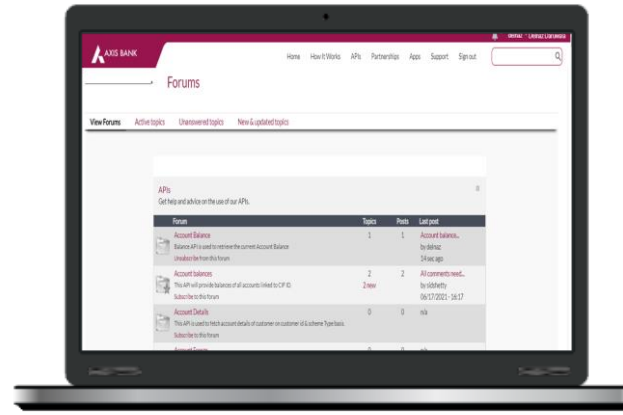 delnaz
AXIS BANK
Home How It Works APIs Partnerships Apps Support Sign out
Forums
View Forums Active topics Unanswered topics New & updated topics
APIs
Get help and advice on the use of our APIs.
Forum Topics Posts Last post
Account Balance 1 1 Account balance...
Balance API is used to retrieve the current Account Balance by delnaz
Unsubscribe from this forum 14 sec ago
Account balances 2 2 All comments need...
This API will provide balances of all accounts linked to CIF ID. 2 new by sidshetty
Subscribe to this forum 06/17/2021 - 16:17
Account Details 0 0 n/a
This API is used to fetch account details of customer on customer id & scheme Type basis.
Subscribe to this forum